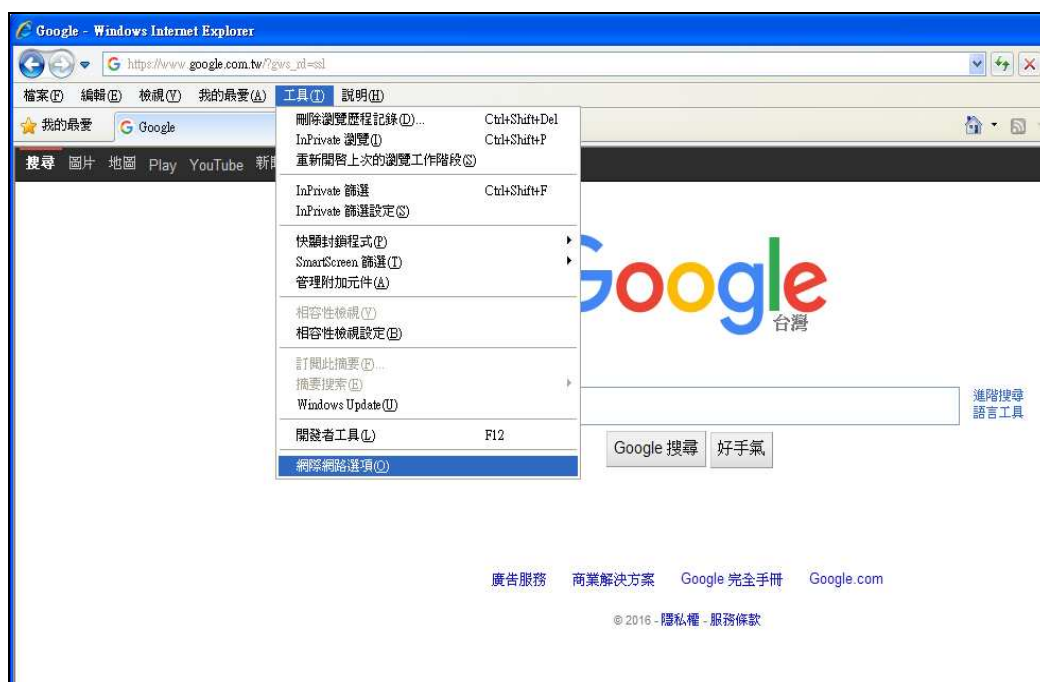 Google - Windows Internet Explorer
https://www.google.com.tw/?gws_rd=ssl
檔案(F) 編輯(E) 檢視(V) 我的最愛(A) 工具(T) 說明(H)
我的最愛 Google
搜尋 圖片 地圖 Play YouTube 新
刪除瀏覽歷程記錄(D)... Ctrl+Shift+Del
InPrivate 瀏覽(I) Ctrl+Shift+P
重新開啟上次的瀏覽工作階段(S)
InPrivate 篩選 Ctrl+Shift+F
InPrivate 篩選設定(S)
快顯封鎖程式(P)
SmartScreen 篩選(T)
管理附加元件(A)
相容性檢視(V)
相容性檢視設定(B)
訂閱此摘要(F)...
摘要搜索(E)
Windows Update(U)
開發者工具(L) F12
網際網路選項(O)
Google
台灣
進階搜尋
語言工具
Google 搜尋 好手氣
廣告服務 商業解決方案 Google 完全手冊 Google.com
© 2016 - 隱私權 - 服務條款